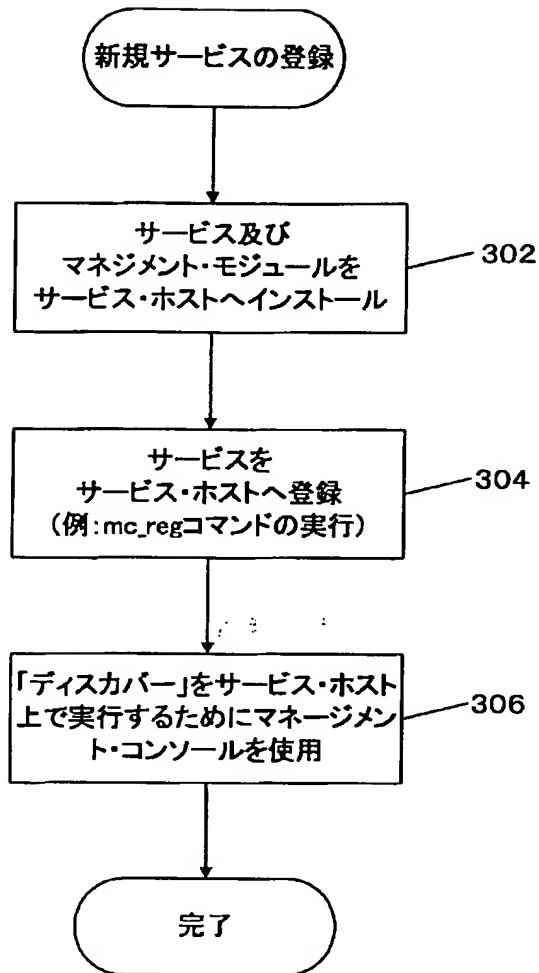 新規サービスの登録
サービス及び
マネジメント・モジュールを
サービス・ホストへインストール
302
サービスを
サービス・ホストへ登録
(例:mc_regコマンドの実行)
304
「ディスカバー」をサービス・ホスト
上で実行するためにマネージメン
ト・コンソールを使用
306
完了